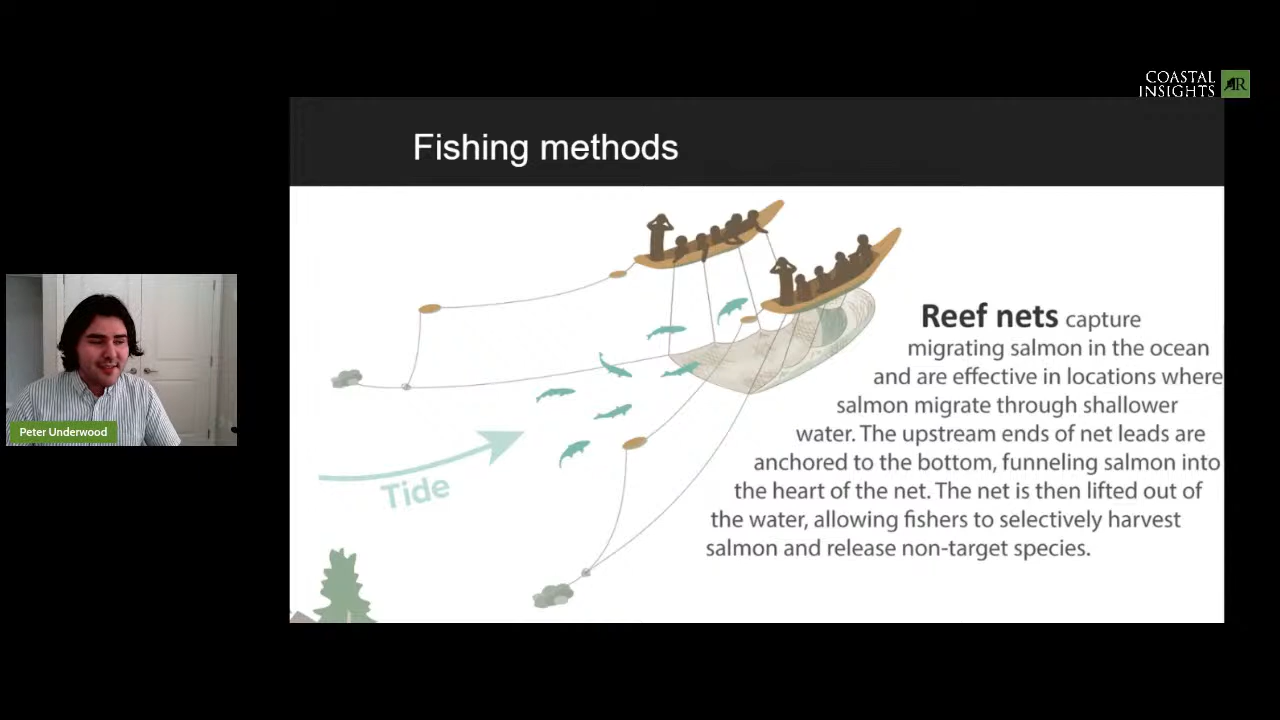 COASTAL
INSIGHTS
Fishing methods
Reef nets capture
migrating salmon in the ocean
and are effective in locations where
salmon migrate through shallower
water. The upstream ends of net leads are
anchored to the bottom, funneling salmon into
the heart of the net. The net is then lifted out of
the water, allowing fishers to selectively harvest
salmon and release non-target species.
Tide
Peter Underwood